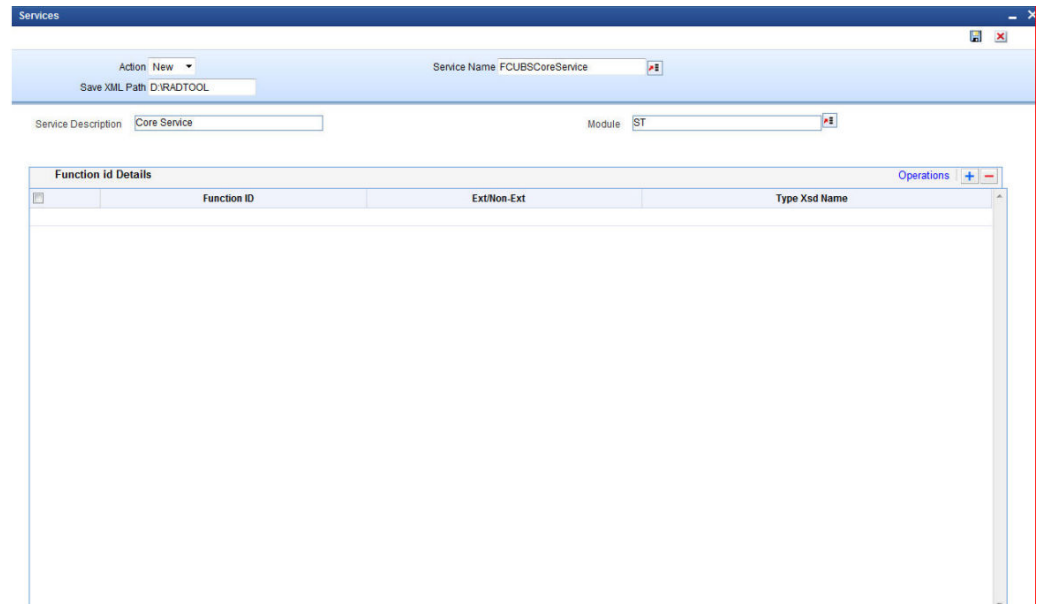 Services
Action New Service Name FCUBSCoreService
Save XML Path D:\RADTOOL
Service Description Core Service Module ST
Function id Details Operations
Function ID Ext/Non-Ext Type Xsd Name